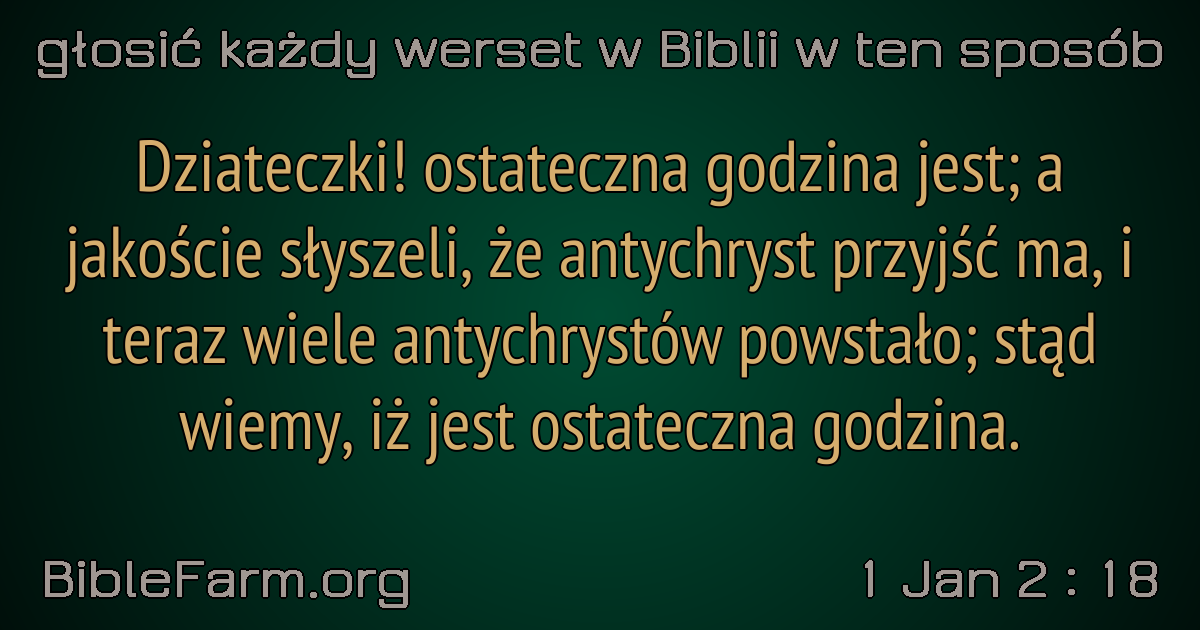 głosić każdy werset w Biblii w ten sposób
Dziateczki! ostateczna godzina jest; a
jakoście słyszeli, że antychryst przyjść ma, i
teraz wiele antychrystów powstało; stąd
wiemy, iż jest ostateczna godzina.
BibleFarm.org
1 Jan 2 : 18